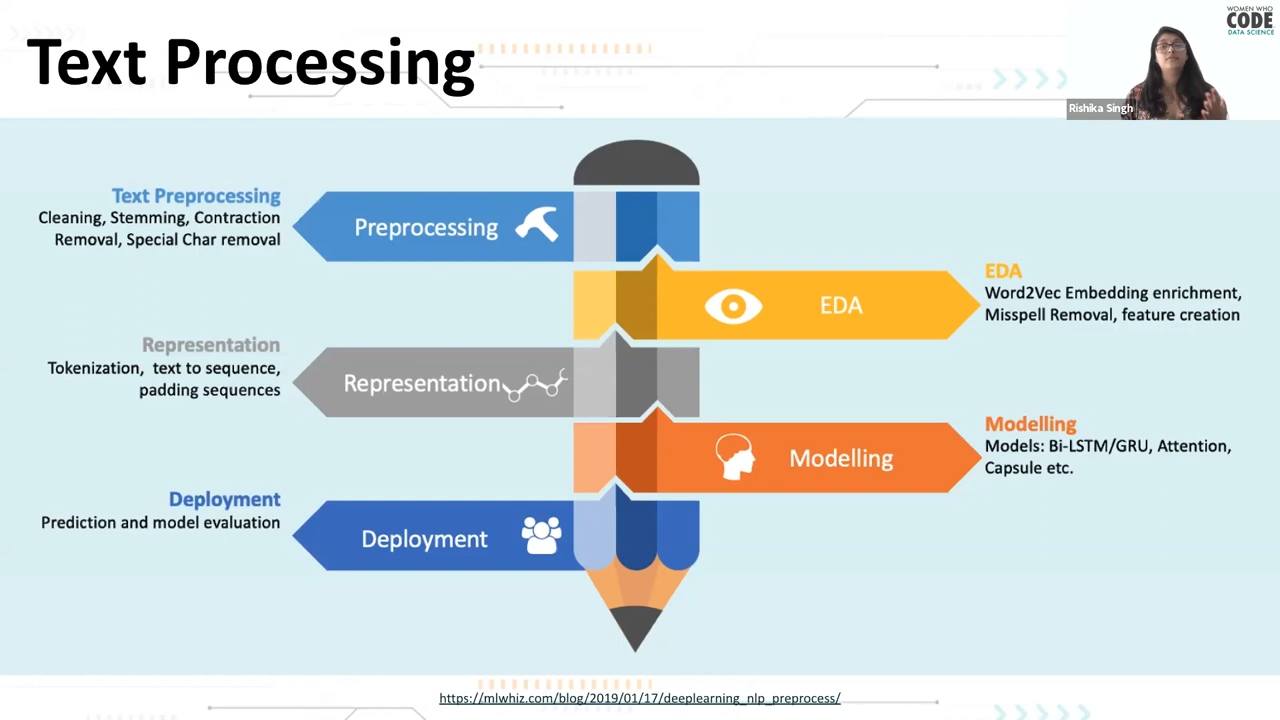 Text Processing
WOMEN WHO
CODE
DATA SCIENCE
Rishika Singh
Text Preprocessing
Cleaning, Stemming, Contraction
Removal, Special Char removal
Preprocessing
EDA
EDA
Word2Vec Embedding enrichment,
Misspell Removal, feature creation
Representation
Tokenization, text to sequence,
padding sequences
Representation
Modelling
Modelling
Models: Bi-LSTM/GRU, Attention,
Capsule etc.
Deployment
Prediction and model evaluation
Deployment
https://mlwhiz.com/blog/2019/01/17/deeplearning_nlp_preprocess/